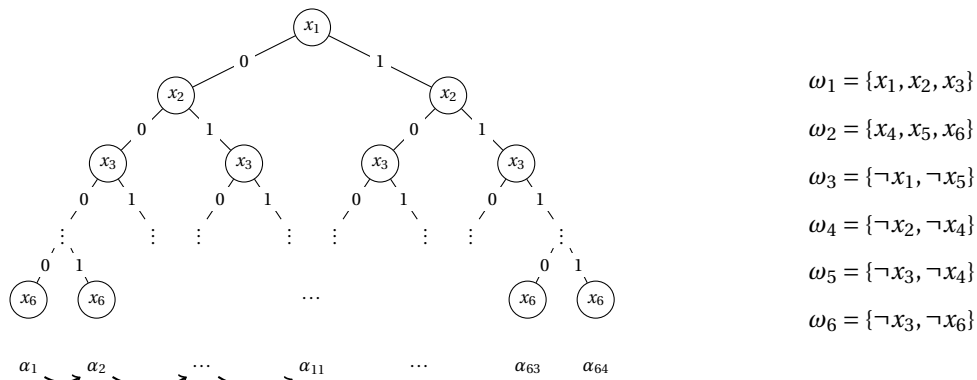 x₁
0 1
x₂ x₂
0 1 0 1
x₃ x₃ x₃ x₃
0 1 0 1 0 1 0 1
⋮ ⋮ ⋮ ⋮ ⋮ ⋮ ⋮ ⋮
0 1 0 1
x₆ x₆ ... x₆ x₆
α₁ α₂ ... α₁₁ ... α₆₃ α₆₄
ω₁ = {x₁, x₂, x₃}
ω₂ = {x₄, x₅, x₆}
ω₃ = {¬x₁, ¬x₅}
ω₄ = {¬x₂, ¬x₄}
ω₅ = {¬x₃, ¬x₄}
ω₆ = {¬x₃, ¬x₆}